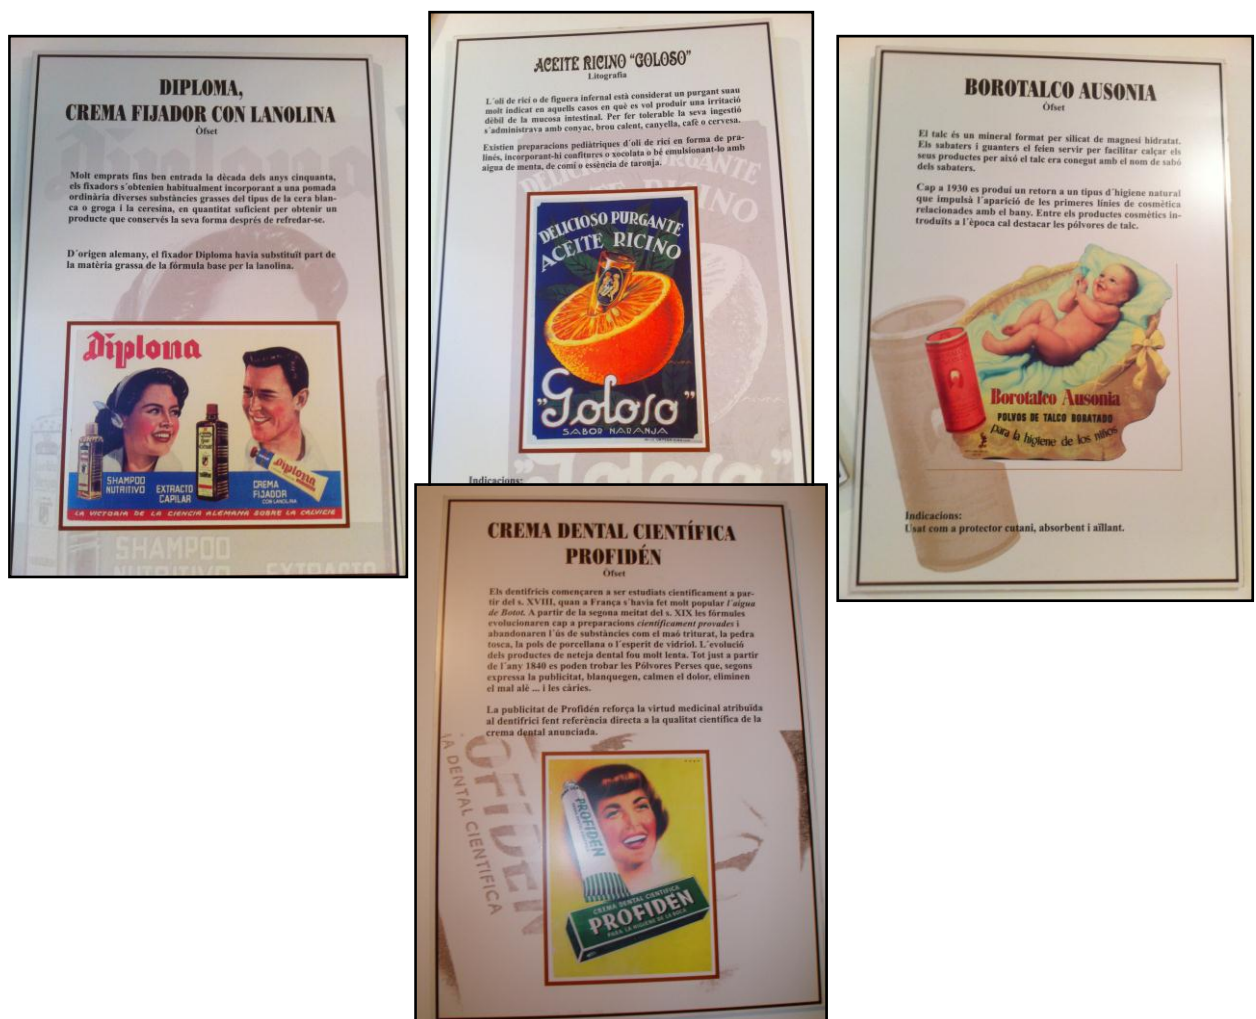 DIPLOMA,
CREMA FIJADOR CON LANOLINA
Òfset
Molt emprats fins ben entrada la dècada dels anys cinquanta,
els fixadors s´obtenien habitualment incorporant a una pomada
ordinària diverses substàncies grasses del tipus de la cera blan-
ca o groga i la ceresina, en quantitat suficient per obtenir un
producte que conservés la seva forma després de refredar-se.
D´origen alemany, el fixador Diploma havia substituït part de
la matèria grassa de la fórmula base per la lanolina.
Diplona
SHAMPOO
NUTRITIVO
EXTRACTO
CAPILAR
CREMA
FIJADOR
CON LANOLINA
Diplona
LA VICTORIA DE LA CIENCIA ALEMANA SOBRE LA CALVICIE
SHAMPOO
NUTRITIVO EXTRACTO
ACEITE RICINO "GOLOSO"
Litografia
L´oli de rici o de figuera infernal està considerat un purgant suau
molt indicat en aquells casos en què es vol produir una irritació
dèbil de la mucosa intestinal. Per fer tolerable la seva ingestió
s´administrava amb conyac, brou calent, canyella, cafè o cervesa.
Existien preparacions pediàtriques d´oli de rici en forma de pra-
linés, incorporant-hi confitures o xocolata o bé emulsionant-lo amb
aigua de menta, de comí o essència de taronja.
DELICIOSO PURGANTE
ACEITE RICINO
"Goloso"
SABOR NARANJA
Indicacions:
BOROTALCO AUSONIA
Òfset
El talc és un mineral format per silicat de magnesi hidratat.
Els sabaters i guanters el feien servir per facilitar calçar els
seus productes per això el talc era conegut amb el nom de sabó
dels sabaters.
Cap a 1930 es produí un retorn a un tipus d´higiene natural
que impulsà l´aparició de les primeres línies de cosmètica
relacionades amb el bany. Entre els productes cosmètics in-
troduïts a l´època cal destacar les pólvores de talc.
Borotalco Ausonia
POLVOS DE TALCO BORATADO
para la higiene de los niños
Indicacions:
Usat com a protector cutani, absorbent i aïllant.
CREMA DENTAL CIENTÍFICA
PROFIDÉN
Òfset
Els dentifricis començaren a ser estudiats científicament a par-
tir del s. XVIII, quan a França s´havia fet molt popular l´aigua
de Botot. A partir de la segona meitat del s. XIX les fórmules
evolucionaren cap a preparacions científicament provades i
abandonaren l´ús de substàncies com el maó triturat, la pedra
tosca, la pols de porcellana o l´esperit de vidriol. L´evolució
dels productes de neteja dental fou molt lenta. Tot just a partir
de l´any 1840 es poden trobar les Pólvores Perses que, segons
expressa la publicitat, blanquegen, calmen el dolor, eliminen
el mal alè ... i les càries.
La publicitat de Profidén reforça la virtud medicinal atribuïda
al dentifrici fent referència directa a la qualitat científica de la
crema dental anunciada.
DENTAL CIENTIFICA
PROFIDEN
CREMA DENTAL CIENTIFICA
PROFIDEN
PARA LA HIGIENE DE LA BOCA